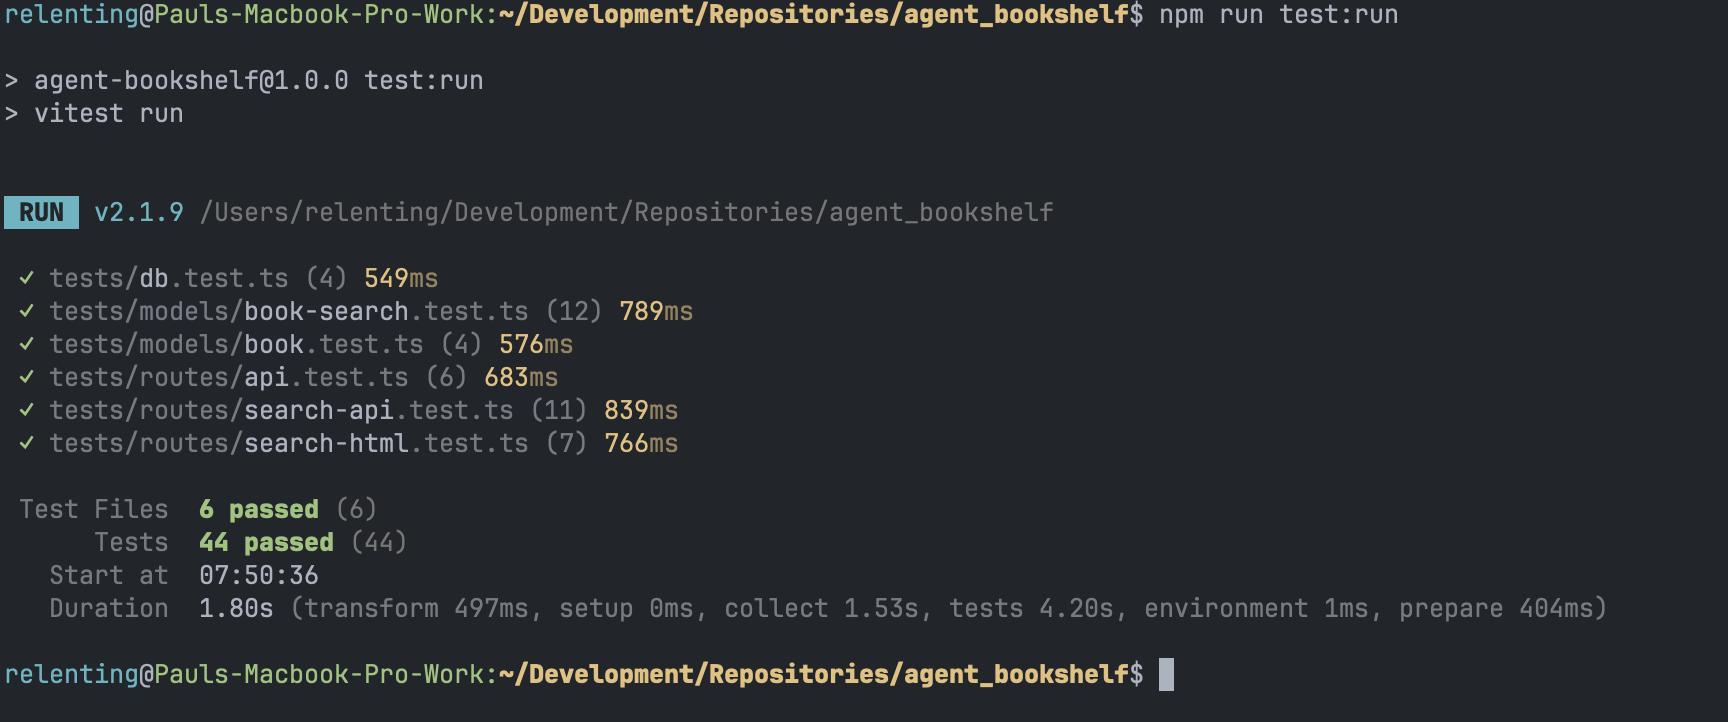 relenting@Pauls-Macbook-Pro-Work:~/Development/Repositories/agent_bookshelf$ npm run test:run
> agent-bookshelf@1.0.0 test:run
> vitest run
RUN v2.1.9 /Users/relenting/Development/Repositories/agent_bookshelf
✓ tests/db.test.ts (4) 549ms
✓ tests/models/book-search.test.ts (12) 789ms
✓ tests/models/book.test.ts (4) 576ms
✓ tests/routes/api.test.ts (6) 683ms
✓ tests/routes/search-api.test.ts (11) 839ms
✓ tests/routes/search-html.test.ts (7) 766ms
Test Files 6 passed (6)
Tests 44 passed (44)
Start at 07:50:36
Duration 1.80s (transform 497ms, setup 0ms, collect 1.53s, tests 4.20s, environment 1ms, prepare 404ms)
relenting@Pauls-Macbook-Pro-Work:~/Development/Repositories/agent_bookshelf$